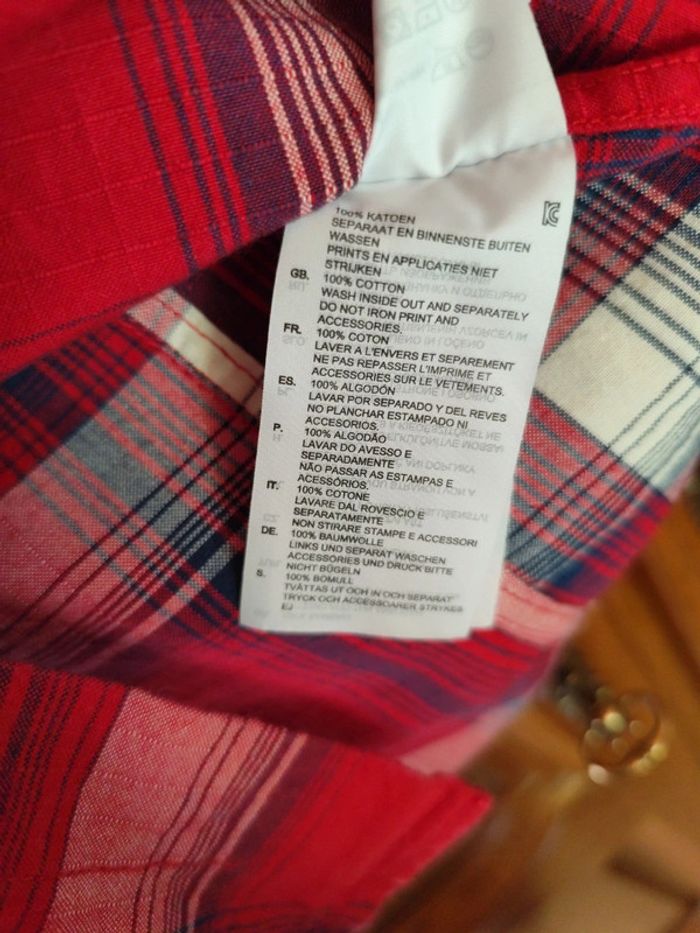 100% KATOEN
SEPARAAT EN BINNENSTE BUITEN
WASSEN
PRINTS EN APPLICATIES NIET
STRIJKEN
GB. 100% COTTON
WASH INSIDE OUT AND SEPARATELY
DO NOT IRON PRINT AND
ACCESSORIES.
FR. 100% COTON
LAVER A L'ENVERS ET SEPAREMENT
NE PAS REPASSER L'IMPRIME ET
ACCESSORIES SUR LE VETEMENTS.
ES. 100% ALGODÓN
LAVAR POR SEPARADO Y DEL REVES
NO PLANCHAR ESTAMPADO NI
ACCESORIOS.
P. 100% ALGODÃO
LAVAR DO AVESSO E
SEPARADAMENTE
NÃO PASSAR AS ESTAMPAS E
ACESSÓRIOS.
IT. 100% COTONE
LAVARE DAL ROVESCIO E
SEPARATAMENTE
NON STIRARE STAMPE E ACCESSORI
DE. 100% BAUMWOLLE
LINKS UND SEPARAT WASCHEN
ACCESSORIES UND DRUCK BITTE
NICHT BÜGELN
S. 100% BOMULL
TVÄTTAS UT OCH IN OCH SEPARAT
TRYCK OCH ACCESSOARER STRYKES
EJ